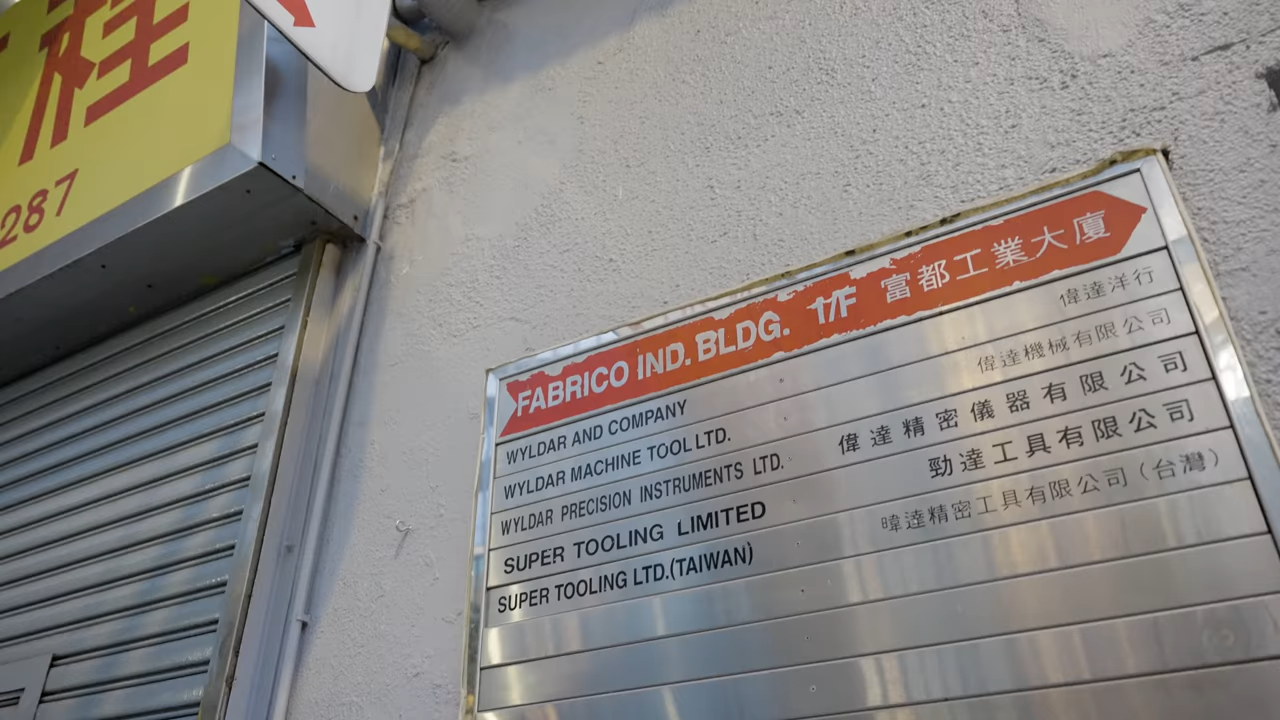 程
287
FABRICO IND. BLDG. 1/F 富都工業大廈
WYLDAR AND COMPANY 偉達洋行
WYLDAR MACHINE TOOL LTD. 偉達機械有限公司
WYLDAR PRECISION INSTRUMENTS LTD. 偉達精密儀器有限公司
SUPER TOOLING LIMITED 勁達工具有限公司
SUPER TOOLING LTD.(TAIWAN) 暐達精密工具有限公司（台灣）